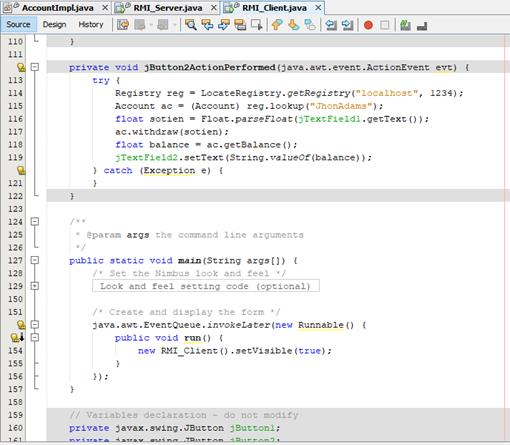 AccountImpl.java RMI_Server.java RMI_Client.java
Source Design History
110 }
111
private void jButton2ActionPerformed(java.awt.event.ActionEvent evt) {
113 try {
114 Registry reg = LocateRegistry.getRegistry("localhost", 1234);
115 Account ac = (Account) reg.lookup("JhonAdams");
116 float sotien = Float.parseFloat(jTextField1.getText());
117 ac.withdraw(sotien);
118 float balance = ac.getBalance();
119 jTextField2.setText(String.valueOf(balance));
} catch (Exception e) {
121 }
122 }
123
124 /**
125 * @param args the command line arguments
126 */
127 public static void main(String args[]) {
128 /* Set the Nimbus look and feel */
129 Look and feel setting code (optional)
150
151 /* Create and display the form */
java.awt.EventQueue.invokeLater(new Runnable() {
public void run() {
154 new RMI_Client().setVisible(true);
155 }
156 });
157 }
158
159 // Variables declaration - do not modify
160 private javax.swing.JButton jButton1;
161 private javax.swing.JButton jButton2;